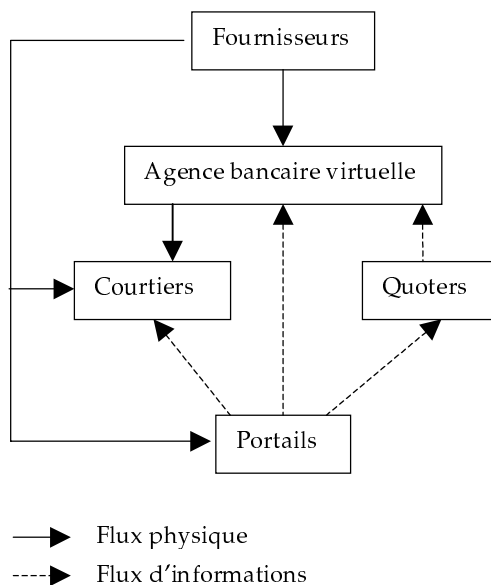 Fournisseurs
Agence bancaire virtuelle
Courtiers
Quoters
Portails
Flux physique
Flux d'informations